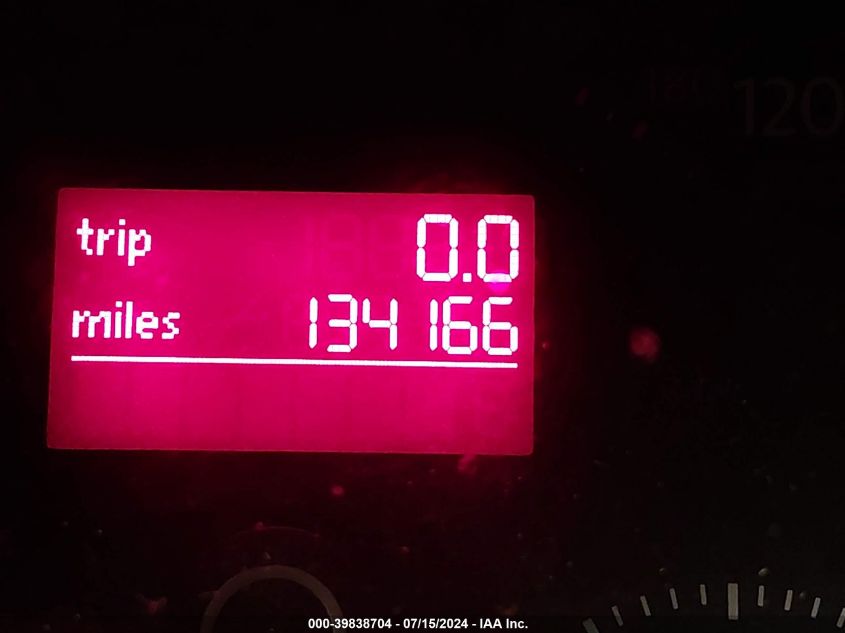 120
trip 0.0
miles 134 166
000-39838704 - 07/15/2024 - IAA Inc.